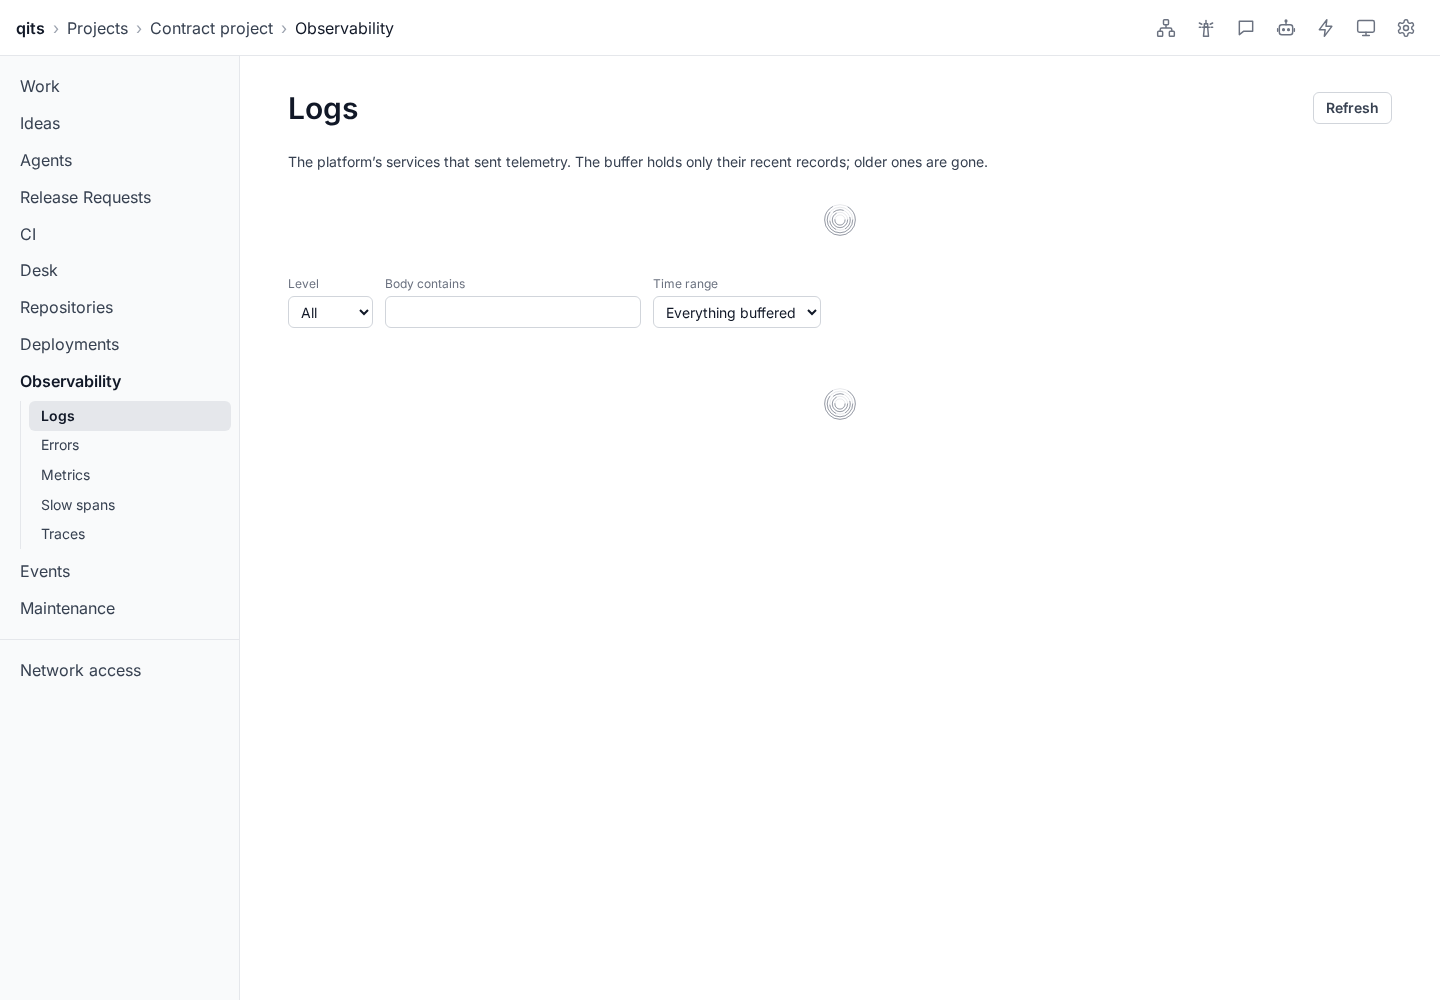 qits › Projects › Contract project › Observability
Work
Ideas
Agents
Release Requests
CI
Desk
Repositories
Deployments
Observability
Logs
Errors
Metrics
Slow spans
Traces
Events
Maintenance
Network access
Logs
Refresh
The platform’s services that sent telemetry. The buffer holds only their recent records; older ones are gone.
Level Body contains Time range
All Everything buffered